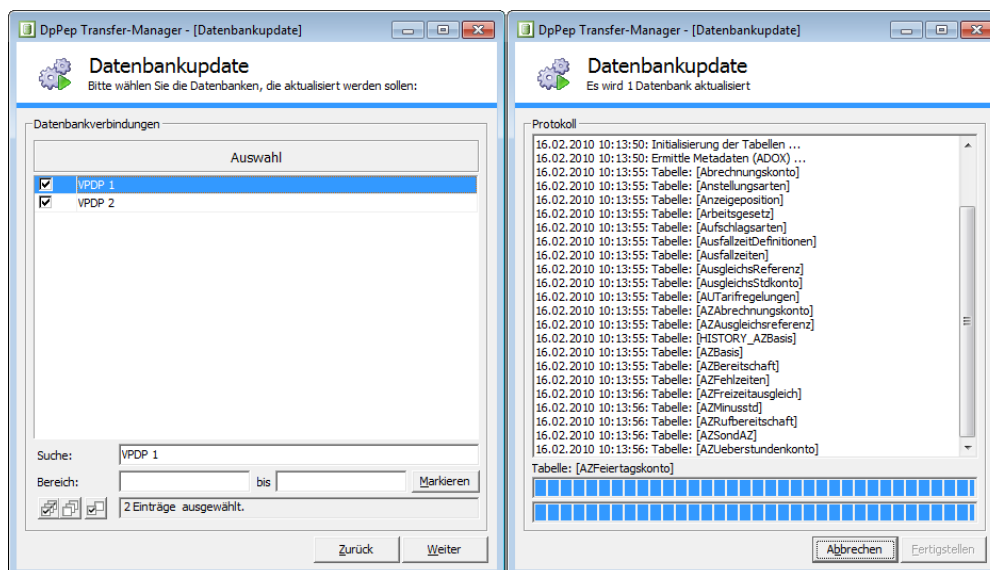 DpPep Transfer-Manager - [Datenbankupdate]
Datenbankupdate
Bitte wählen Sie die Datenbanken, die aktualisiert werden sollen:
Datenbankverbindungen
Auswahl
VPDP 1
VPDP 2
Suche:
VPDP 1
Bereich:
bis
Markieren
2 Einträge ausgewählt.
Zurück
Weiter
DpPep Transfer-Manager - [Datenbankupdate]
Datenbankupdate
Es wird 1 Datenbank aktualisiert
Protokoll
16.02.2010 10:13:50: Initialisierung der Tabellen ...
16.02.2010 10:13:50: Ermittle Metadaten (ADOX) ...
16.02.2010 10:13:55: Tabelle: [Abrechnungskonto]
16.02.2010 10:13:55: Tabelle: [Anstellungsarten]
16.02.2010 10:13:55: Tabelle: [Anzeigeposition]
16.02.2010 10:13:55: Tabelle: [Arbeitsgesetz]
16.02.2010 10:13:55: Tabelle: [Aufschlagsarten]
16.02.2010 10:13:55: Tabelle: [AusfallzeitDefinitionen]
16.02.2010 10:13:55: Tabelle: [Ausfallzeiten]
16.02.2010 10:13:55: Tabelle: [AusgleichsReferenz]
16.02.2010 10:13:55: Tabelle: [AusgleichsStdkonto]
16.02.2010 10:13:55: Tabelle: [AUTarifregelungen]
16.02.2010 10:13:55: Tabelle: [AZAbrechnungskonto]
16.02.2010 10:13:55: Tabelle: [AZAusgleichsreferenz]
16.02.2010 10:13:55: Tabelle: [HISTORY_AZBasis]
16.02.2010 10:13:55: Tabelle: [AZBasis]
16.02.2010 10:13:55: Tabelle: [AZBereitschaft]
16.02.2010 10:13:55: Tabelle: [AZFehlzeiten]
16.02.2010 10:13:56: Tabelle: [AZFreizeitausgleich]
16.02.2010 10:13:56: Tabelle: [AZMinusstd]
16.02.2010 10:13:56: Tabelle: [AZRufbereitschaft]
16.02.2010 10:13:56: Tabelle: [AZSondAZ]
16.02.2010 10:13:56: Tabelle: [AZUeberstundenkonto]
Tabelle: [AZFeiertagskonto]
Abbrechen
Fertigstellen